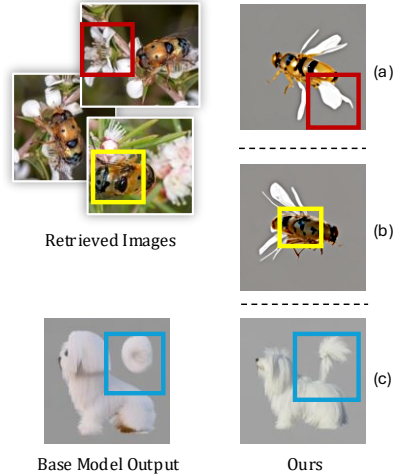 (a)
Retrieved Images
(b)
(c)
Base Model Output
Ours